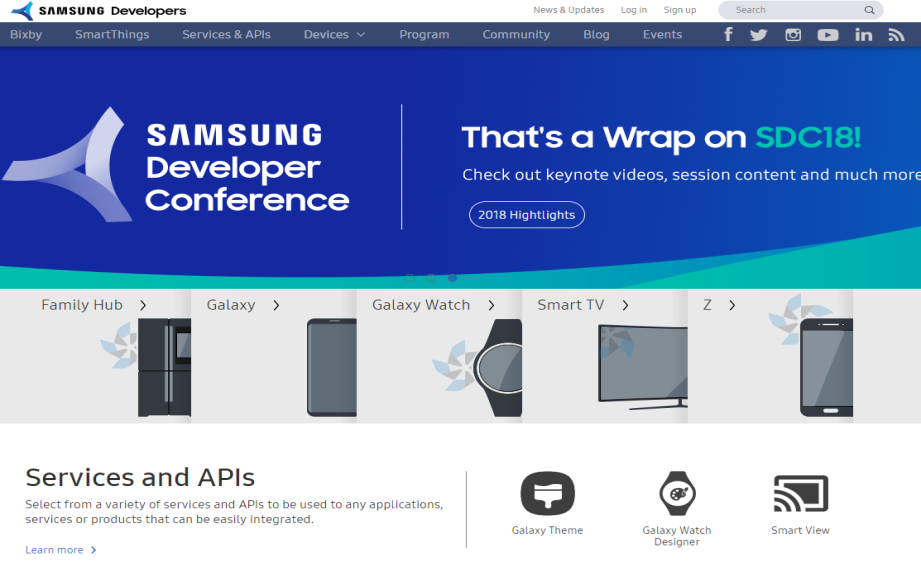 SAMSUNG Developers
News & Updates Log in Sign up Search
Bixby SmartThings Services & APIs Devices Program Community Blog Events
SAMSUNG
Developer
Conference
That's a Wrap on SDC18!
Check out keynote videos, session content and much more
2018 Hightlights
Family Hub Galaxy Galaxy Watch Smart TV Z
Services and APIs
Select from a variety of services and APIs to be used to any applications,
services or products that can be easily integrated.
Learn more
Galaxy Theme
Galaxy Watch
Designer
Smart View